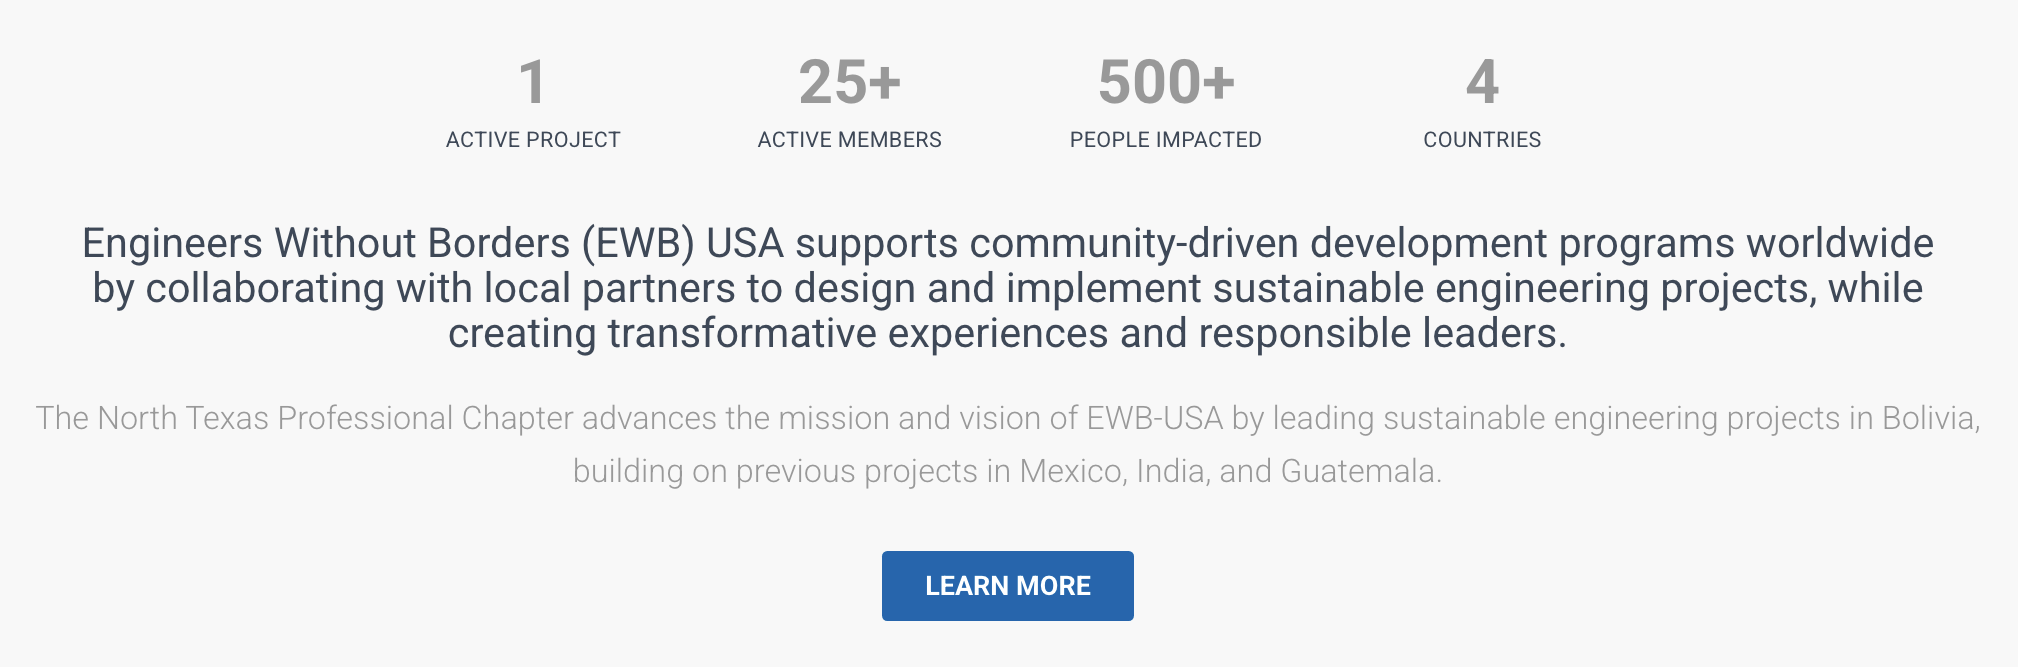 1 25+ 500+ 4
ACTIVE PROJECT ACTIVE MEMBERS PEOPLE IMPACTED COUNTRIES
Engineers Without Borders (EWB) USA supports community-driven development programs worldwide
by collaborating with local partners to design and implement sustainable engineering projects, while
creating transformative experiences and responsible leaders.
The North Texas Professional Chapter advances the mission and vision of EWB-USA by leading sustainable engineering projects in Bolivia,
building on previous projects in Mexico, India, and Guatemala.
LEARN MORE